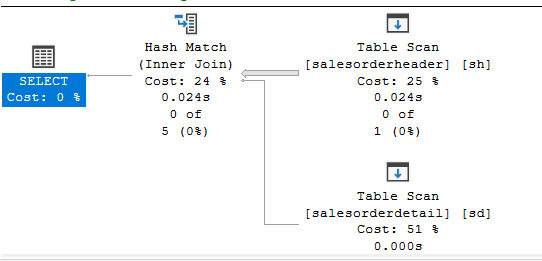 Hash Match
(Inner Join)
Cost: 24 %
0.024s
0 of
5 (0%)
Table Scan
[salesorderheader] [sh]
Cost: 25 %
0.024s
0 of
1 (0%)
SELECT
Cost: 0 %
Table Scan
[salesorderdetail] [sd]
Cost: 51 %
0.000s